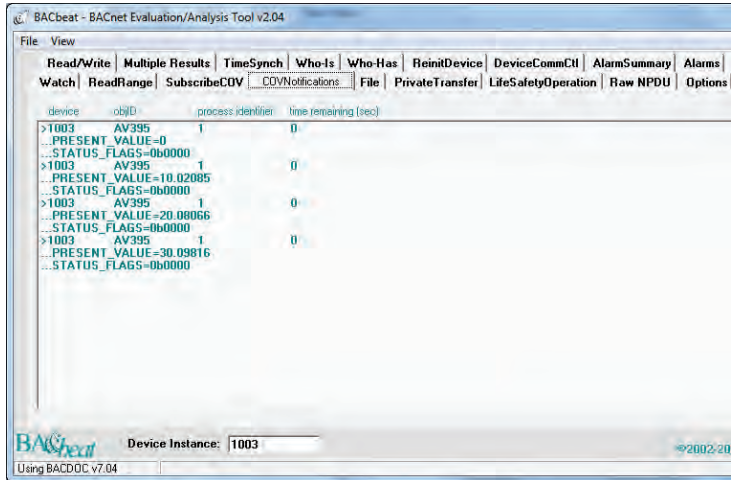 BACbeat - BACnet Evaluation/Analysis Tool v2.04
File View
Read/Write Multiple Results TimeSynch Who-Is Who-Has ReinitDevice DeviceCommCtl AlarmSummary Alarms
Watch ReadRange SubscribeCOV COVNotifications File PrivateTransfer LifeSafetyOperation Raw NPDU Options
device objID process identifier time remaining (sec)
>1003 AV395 1 0
...PRESENT_VALUE=0
...STATUS_FLAGS=0b0000
>1003 AV395 1 0
...PRESENT_VALUE=10.02085
...STATUS_FLAGS=0b0000
>1003 AV395 1 0
...PRESENT_VALUE=20.08066
...STATUS_FLAGS=0b0000
>1003 AV395 1 0
...PRESENT_VALUE=30.09816
...STATUS_FLAGS=0b0000
BACbeat Device Instance: 1003 ©2002-20
Using BACDOC v7.04